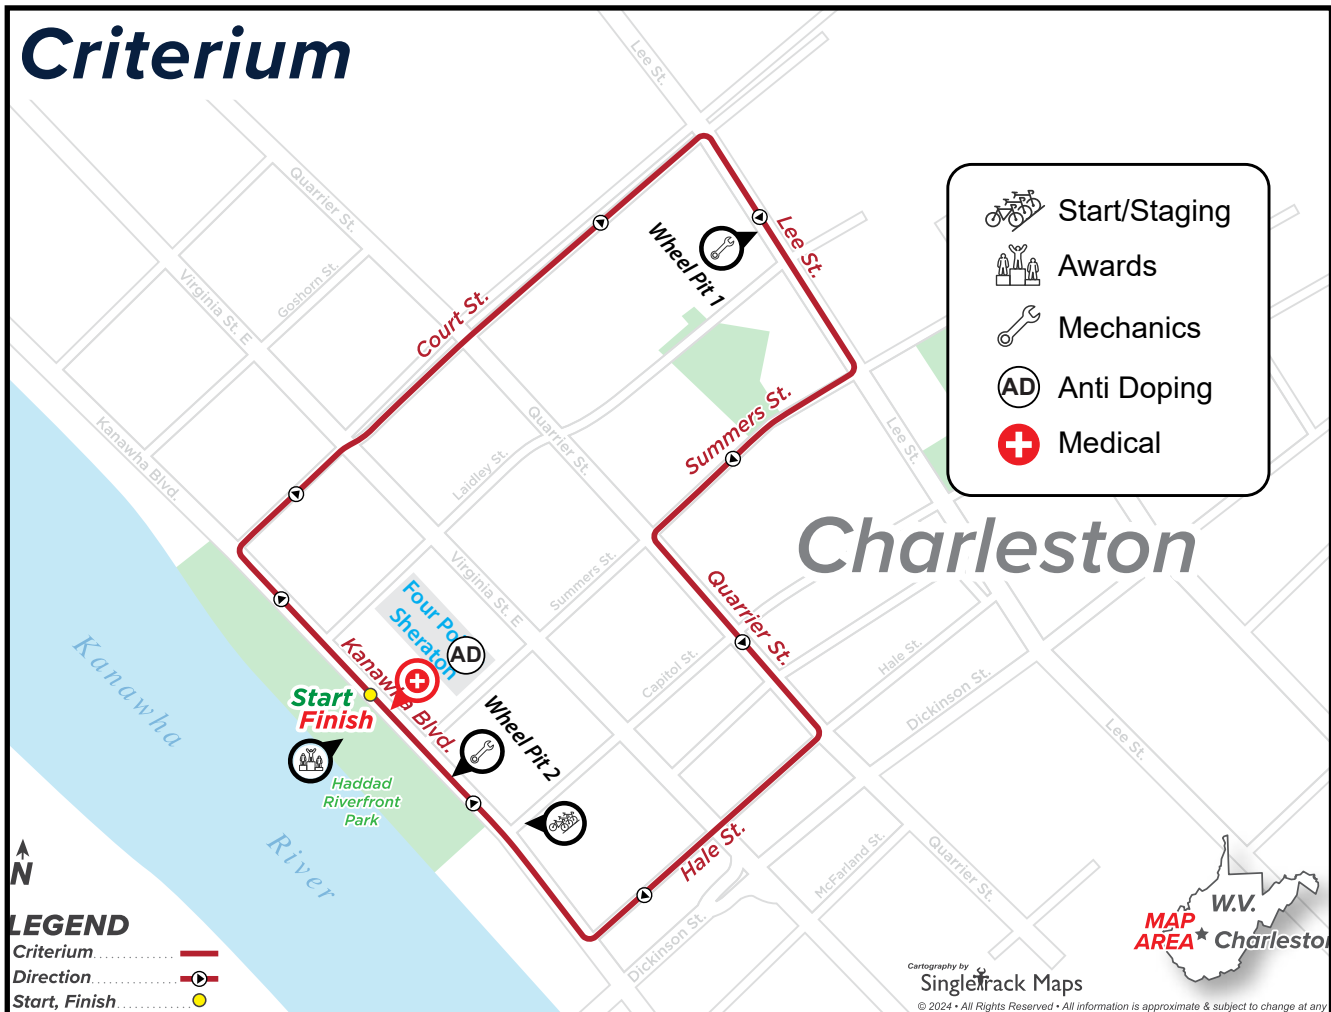 Criterium
Lee St.
Quarrier St.
Goshorn St.
Virginia St. E
Wheel Pit 1
Lee St.
Start/Staging
Awards
Mechanics
AD
Anti Doping
Medical
Court St.
Kanawha Blvd.
Quarrier St.
Laidley St.
Summers St.
Lee St.
Charleston
Virginia St. E
Summers St.
Quarrier St.
Four Po
Sheraton
AD
Capitol St.
Hale St.
Dickinson St.
Lee St.
Kanawha Blvd.
Start
Finish
Wheel Pit 2
Haddad
Riverfront
Park
Kanawha
River
Hale St.
McFarland St.
Quarrier St.
Dickinson St.
N
LEGEND
Criterium
Direction
Start, Finish
W.V.
MAP
AREA
Charleston
Cartography by
Singletrack Maps
© 2024 • All Rights Reserved • All information is approximate & subject to change at any